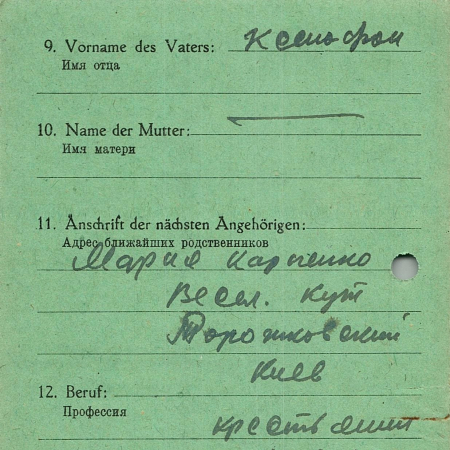 9. Vorname des Vaters: Ксенофон
Имя отца
10. Name der Mutter:
Имя матери
11. Anschrift der nächsten Angehörigen:
Адрес ближайших родственников
Мария Карпенко
Весел. Кут
Торошковский
Киев
12. Beruf:
Профессия
крестьянин